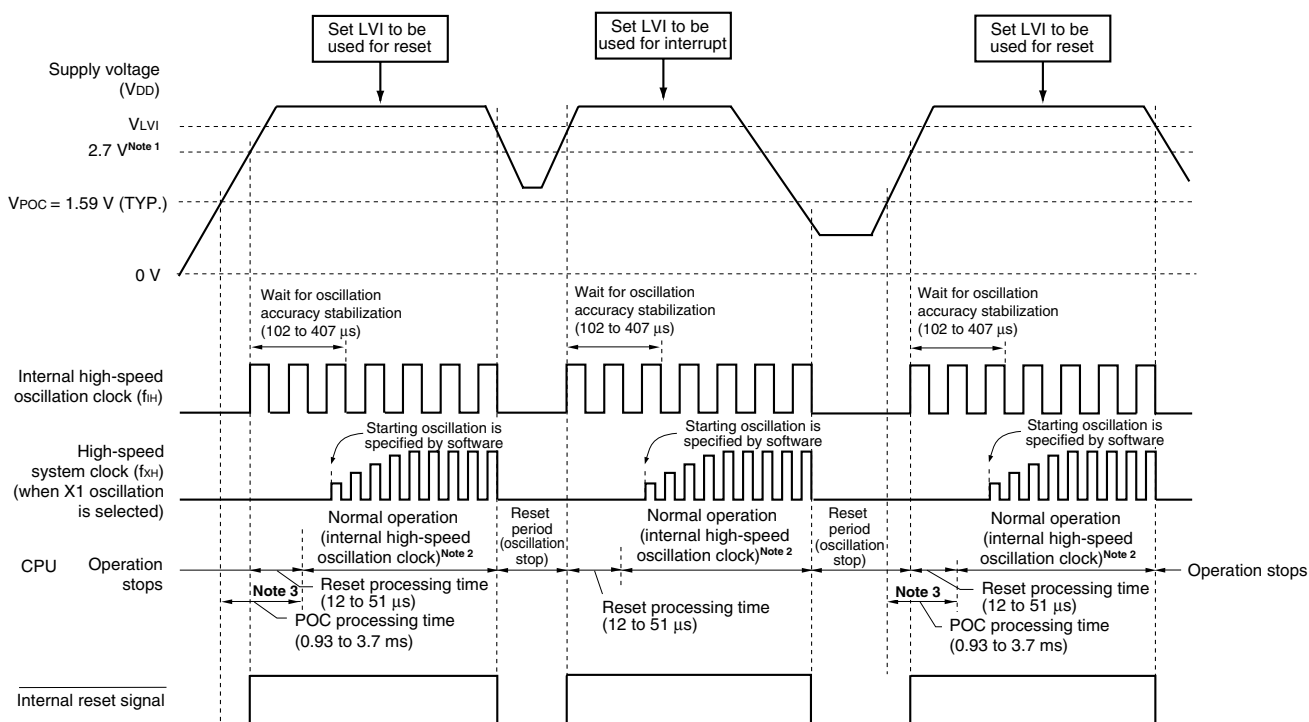 Set LVI to be
used for reset
Set LVI to be
used for interrupt
Set LVI to be
used for reset
Supply voltage
(VDD)
VLVI
2.7 V Note 1
VPOC = 1.59 V (TYP.)
0 V
Wait for oscillation
accuracy stabilization
(102 to 407 μs)
Wait for oscillation
accuracy stabilization
(102 to 407 μs)
Wait for oscillation
accuracy stabilization
(102 to 407 μs)
Internal high-speed
oscillation clock (fIH)
Starting oscillation is
specified by software
Starting oscillation is
specified by software
Starting oscillation is
specified by software
High-speed
system clock (fXH)
(when X1 oscillation
is selected)
Normal operation
(internal high-speed
oscillation clock)Note 2
Reset
period
(oscillation
stop)
Normal operation
(internal high-speed
oscillation clock)Note 2
Reset
period
(oscillation
stop)
Normal operation
(internal high-speed
oscillation clock)Note 2
CPU
Operation
stops
Operation stops
Note 3
Reset processing time
(12 to 51 μs)
POC processing time
(0.93 to 3.7 ms)
Reset processing time
(12 to 51 μs)
Note 3
Reset processing time
(12 to 51 μs)
POC processing time
(0.93 to 3.7 ms)
Internal reset signal